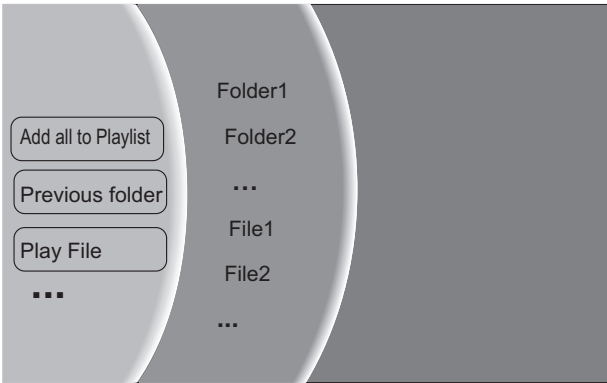 Add all to Playlist
Previous folder
Play File
...
Folder1
Folder2
...
File1
File2
...